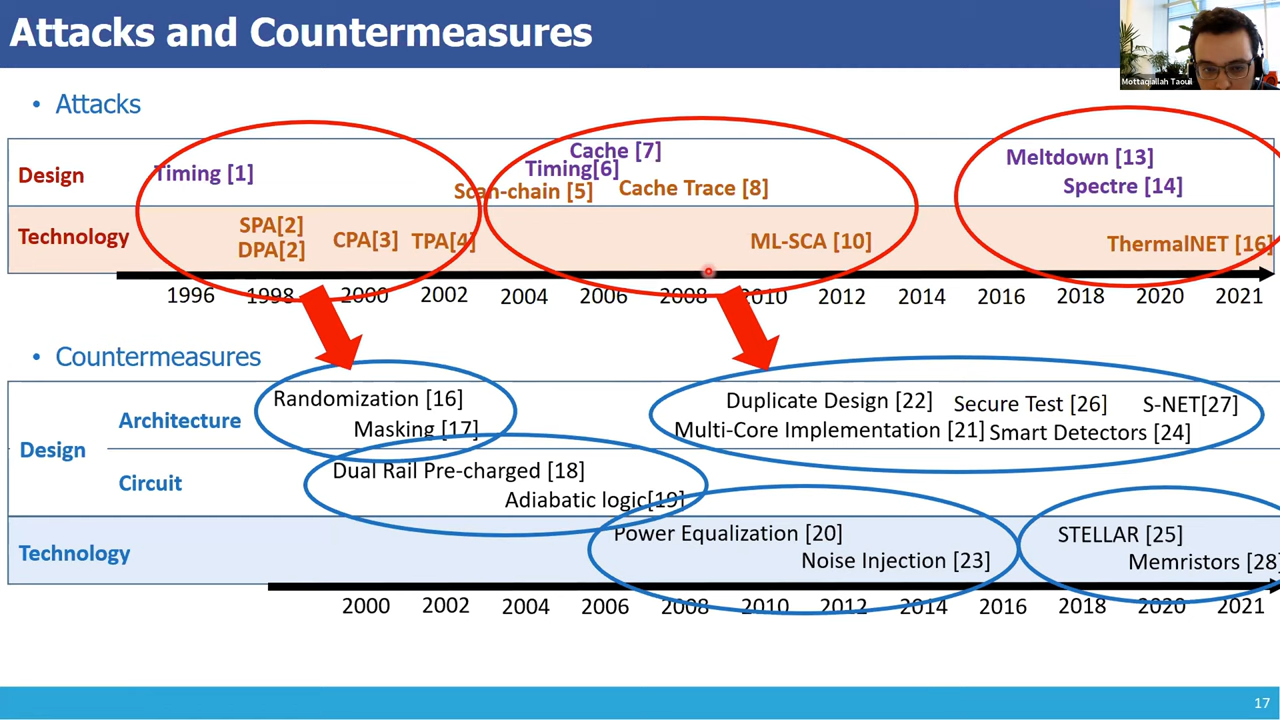 Attacks and Countermeasures
Mottaqiallah Taouil
• Attacks
Design
Timing [1]
Cache [7]
Timing[6]
Scan-chain [5]
Cache Trace [8]
Meltdown [13]
Spectre [14]
Technology
SPA[2]
DPA[2]
CPA[3]
TPA[4]
ML-SCA [10]
ThermalNET [16]
1996 1998 2000 2002 2004 2006 2008 2010 2012 2014 2016 2018 2020 2021
• Countermeasures
Design
Architecture
Randomization [16]
Masking [17]
Duplicate Design [22]
Secure Test [26]
S-NET[27]
Multi-Core Implementation [21]
Smart Detectors [24]
Circuit
Dual Rail Pre-charged [18]
Adiabatic logic[19]
Technology
Power Equalization [20]
Noise Injection [23]
STELLAR [25]
Memristors [28]
2000 2002 2004 2006 2008 2010 2012 2014 2016 2018 2020 2021
17